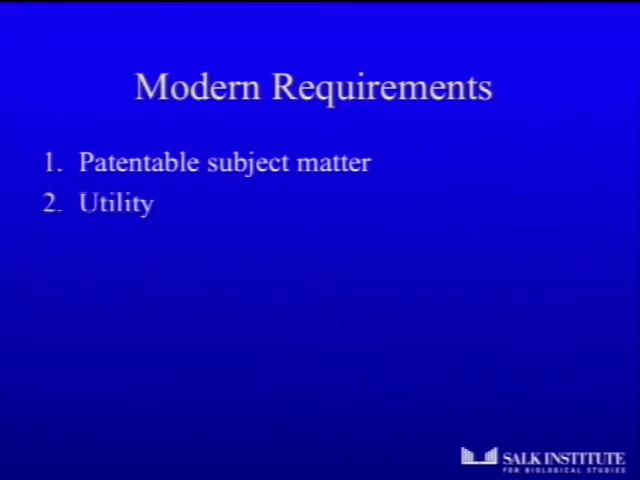 Modern Requirements
1. Patentable subject matter
2. Utility
SALK INSTITUTE
FOR BIOLOGICAL STUDIES